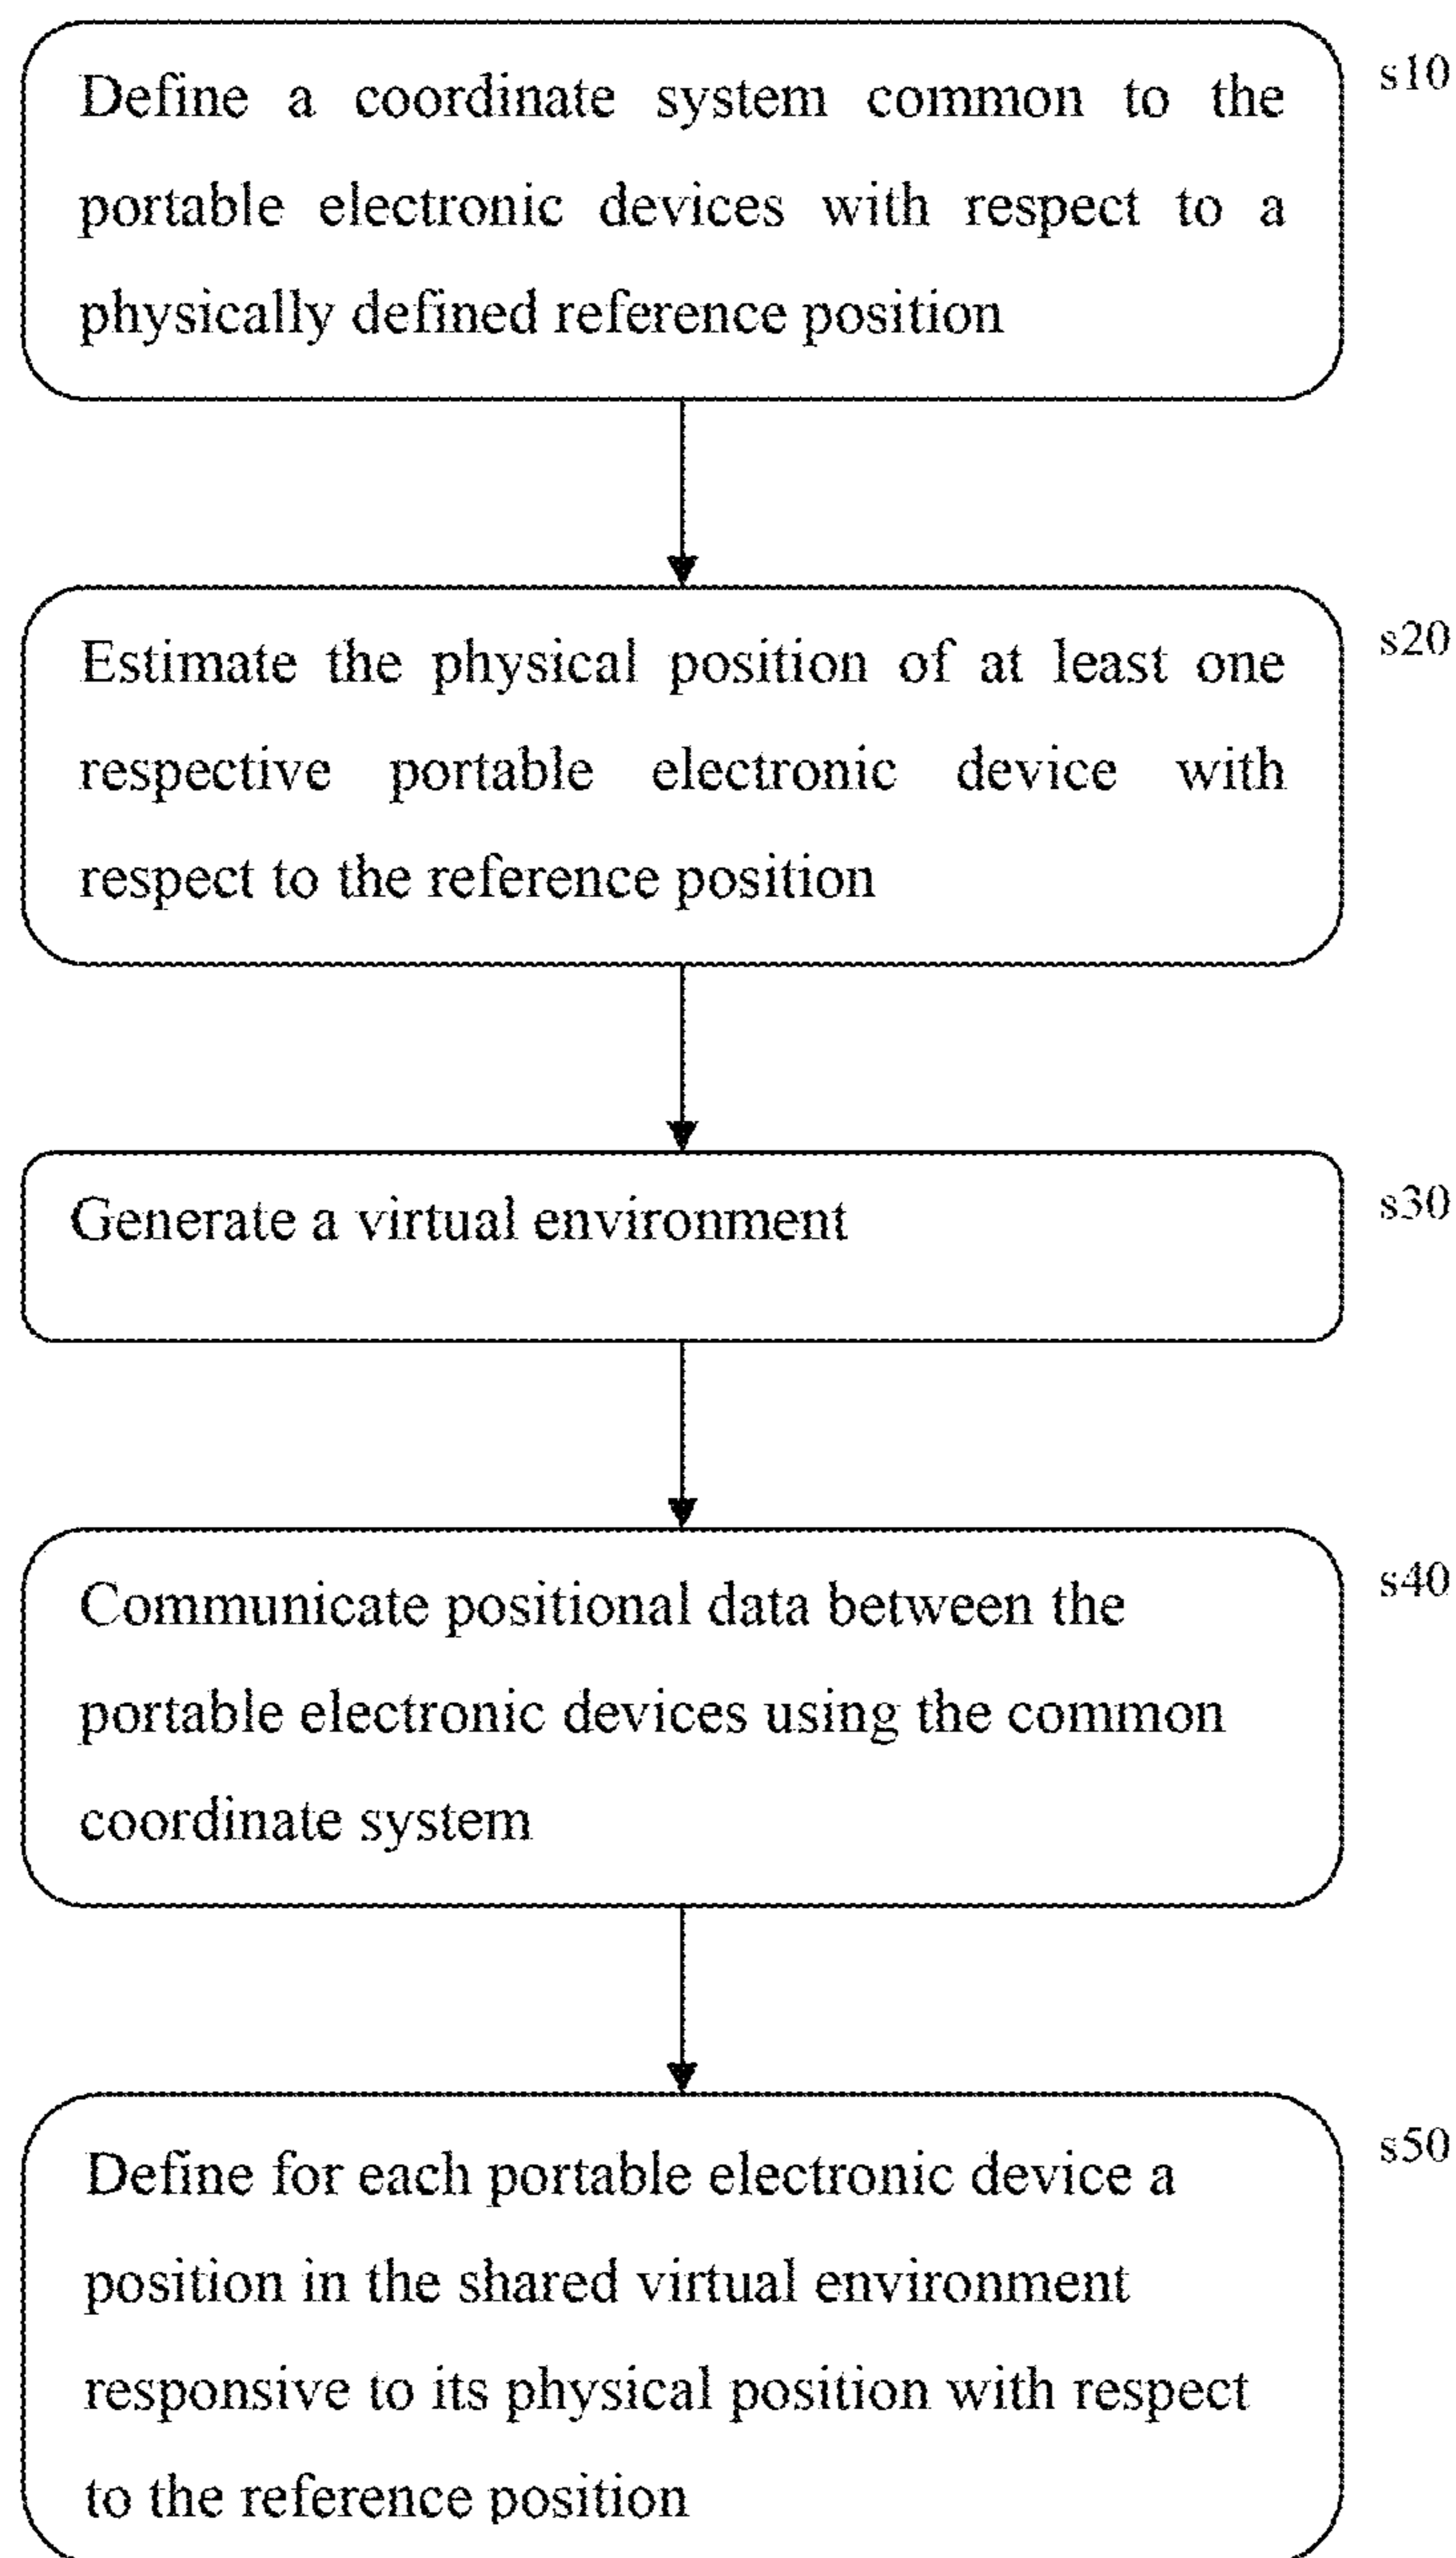 Define a coordinate system common to the
s10
portable electronic devices with respect to a
physically defined reference position
Estimate the physical position of at least one
s20
respective portable electronic device with
respect to the reference position
Generate a virtual environment
s30
Communicate positional data between the
s40
portable electronic devices using the common
coordinate system
Define for each portable electronic device a
s50
position in the shared virtual environment
responsive to its physical position with respect
to the reference position